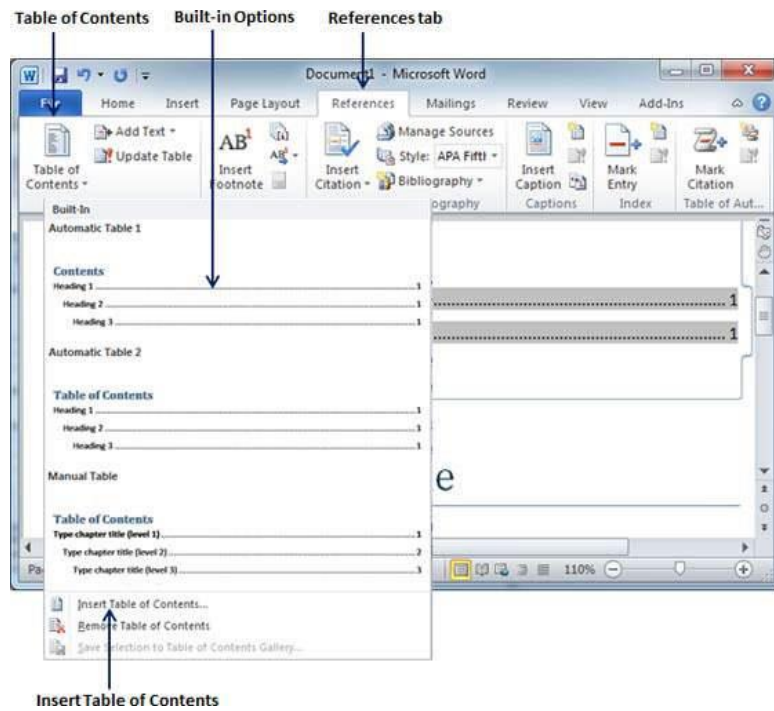 Table of Contents Built-in Options References tab
Document1 - Microsoft Word
File Home Insert Page Layout References Mailings Review View Add-Ins
Add Text
Update Table
Table of
Contents
AB1
Insert
Footnote
AB
Insert
Citation
Manage Sources
Style: APA Fifth
Bibliography
Insert
Caption
Mark
Entry
Mark
Citation
ography Captions Index Table of Aut...
Built-In
Automatic Table 1
Contents
Heading 1 ........ 1
Heading 2 ........ 1
Heading 3 ........ 1
Automatic Table 2
Table of Contents
Heading 1 ........ 1
Heading 2 ........ 1
Heading 3 ........ 1
Manual Table
Table of Contents
Type chapter title (level 1) ........ 1
Type chapter title (level 2) ........ 2
Type chapter title (level 3) ........ 3
Insert Table of Contents...
Remove Table of Contents
Save Selection to Table of Contents Gallery...
........ 1
........ 1
e
Pa
110%
Insert Table of Contents